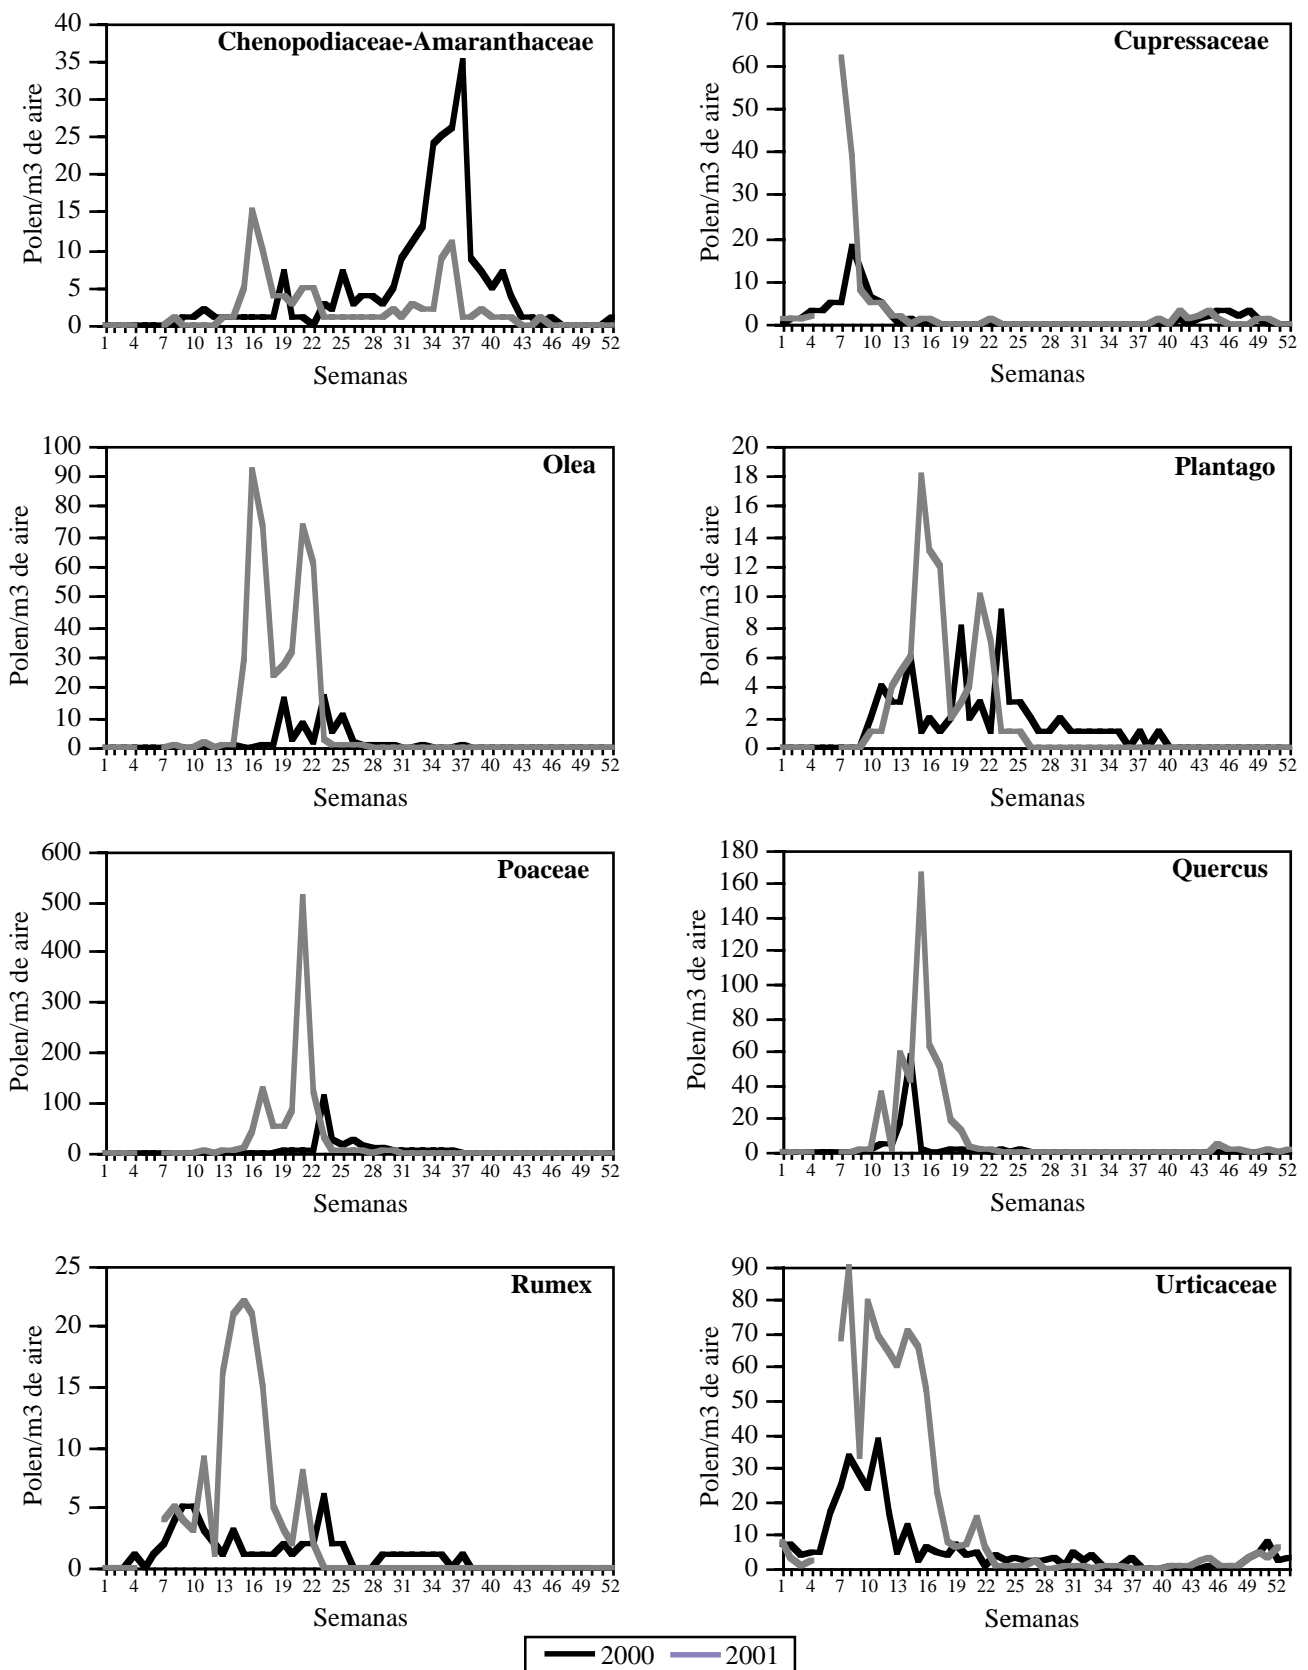 Chenopodiaceae-Amaranthaceae
Polen/m3 de aire
40
35
30
25
20
15
10
5
0
1 4 7 10 13 16 19 22 25 28 31 34 37 40 43 46 49 52
Semanas
Cupressaceae
Polen/m3 de aire
70
60
50
40
30
20
10
0
1 4 7 10 13 16 19 22 25 28 31 34 37 40 43 46 49 52
Semanas
Olea
Polen/m3 de aire
100
90
80
70
60
50
40
30
20
10
0
1 4 7 10 13 16 19 22 25 28 31 34 37 40 43 46 49 52
Semanas
Plantago
Polen/m3 de aire
20
18
16
14
12
10
8
6
4
2
0
1 4 7 10 13 16 19 22 25 28 31 34 37 40 43 46 49 52
Semanas
Poaceae
Polen/m3 de aire
600
500
400
300
200
100
0
1 4 7 10 13 16 19 22 25 28 31 34 37 40 43 46 49 52
Semanas
Quercus
Polen/m3 de aire
180
160
140
120
100
80
60
40
20
0
1 4 7 10 13 16 19 22 25 28 31 34 37 40 43 46 49 52
Semanas
Rumex
Polen/m3 de aire
25
20
15
10
5
0
1 4 7 10 13 16 19 22 25 28 31 34 37 40 43 46 49 52
Semanas
Urticaceae
Polen/m3 de aire
90
80
70
60
50
40
30
20
10
0
1 4 7 10 13 16 19 22 25 28 31 34 37 40 43 46 49 52
Semanas
2000 2001